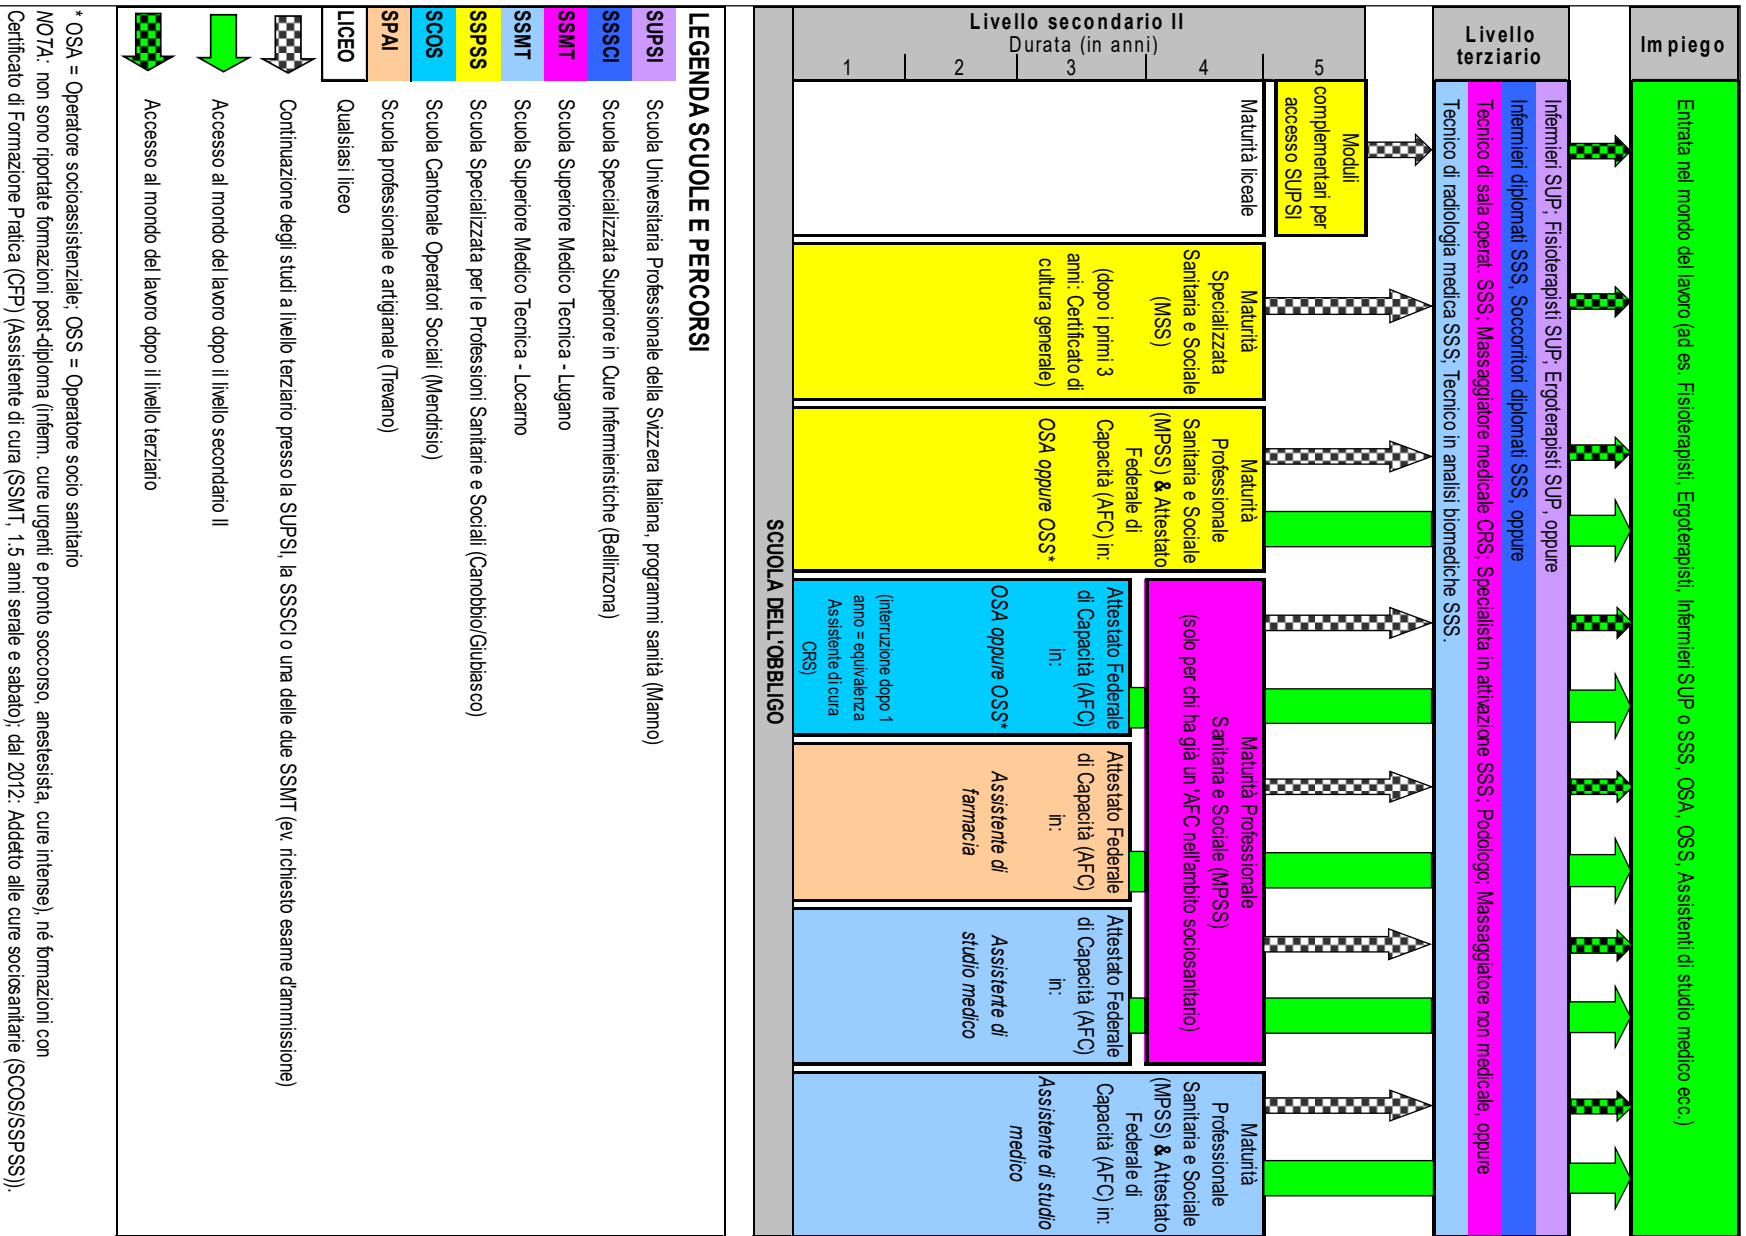 Impiego
Entrata nel mondo del lavoro (ad es. Fisioterapisti, Ergoterapisti, Infermieri SUP o SSS, OSA, OSS, Assistenti di studio medico ecc.)
Livello
terziario
Infermieri SUP; Fisioterapisti SUP; Ergoterapisti SUP, oppure
Infermieri diplomati SSS, Soccorritori diplomati SSS, oppure
Tecnico di sala operat. SSS; Massaggiatore medicale CRS; Specialista in attivazione SSS; Podologo; Massaggiatore non medicale, oppure
Tecnico di radiologia medica SSS; Tecnico in analisi biomediche SSS.
Livello secondario II
Durata (in anni)
5
4
3
2
1
Moduli
complementari per
accesso SUPSI
Maturità liceale
Maturità
Specializzata
Sanitaria e Sociale
(MSS)
(dopo i primi 3
anni: Certificato di
cultura generale)
Maturità
Professionale
Sanitaria e Sociale
(MPSS) & Attestato
Federale di
Capacità (AFC) in:
OSA oppure OSS*
Maturità Professionale
Sanitaria e Sociale (MPSS)
(solo per chi ha già un'AFC nell'ambito sociosanitario)
Attestato Federale
di Capacità (AFC)
in:
OSA oppure OSS*
(interruzione dopo 1
anno = equivalenza
Assistente di cura
CRS)
Attestato Federale
di Capacità (AFC)
in:
Assistente di
farmacia
Attestato Federale
di Capacità (AFC)
in:
Assistente di
studio medico
Maturità
Professionale
Sanitaria e Sociale
(MPSS) & Attestato
Federale di
Capacità (AFC) in:
Assistente di studio
medico
SCUOLA DELL'OBBLIGO
LEGENDA SCUOLE E PERCORSI
SUPSI Scuola Universitaria Professionale della Svizzera Italiana, programmi sanità (Manno)
SSSCI Scuola Specializzata Superiore in Cure Infermieristiche (Bellinzona)
SSMT Scuola Superiore Medico Tecnica - Lugano
SSMT Scuola Superiore Medico Tecnica - Locarno
SSPSS Scuola Specializzata per le Professioni Sanitarie e Sociali (Canobbio/Giubiasco)
SCOS Scuola Cantonale Operatori Sociali (Mendrisio)
SPAI Scuola professionale e artigianale (Trevano)
LICEO Qualsiasi liceo
Continuazione degli studi a livello terziario presso la SUPSI, la SSSCI o una delle due SSMT (ev. richiesto esame d'ammissione)
Accesso al mondo del lavoro dopo il livello secondario II
Accesso al mondo del lavoro dopo il livello terziario
* OSA = Operatore socioassistenziale; OSS = Operatore socio sanitario
NOTA: non sono riportate formazioni post-diploma (inferm. cure urgenti e pronto soccorso, anestesista, cure intense), né formazioni con
Certificato di Formazione Pratica (CFP) (Assistente di cura (SSMT, 1.5 anni serale e sabato); dal 2012: Addetto alle cure sociosanitarie (SCOS/SSPSS)).